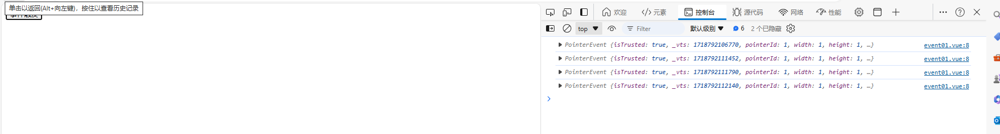 单击以返回(Alt+向左键)，按住以查看历史记录
事件触发
欢迎 元素 控制台 源代码 网络 性能
top Filter 默认级别 6 2 个已隐藏
PointerEvent {isTrusted: true, _vts: 1718792106770, pointerId: 1, width: 1, height: 1, …} event01.vue:8
PointerEvent {isTrusted: true, _vts: 1718792111452, pointerId: 1, width: 1, height: 1, …} event01.vue:8
PointerEvent {isTrusted: true, _vts: 1718792111790, pointerId: 1, width: 1, height: 1, …} event01.vue:8
PointerEvent {isTrusted: true, _vts: 1718792112140, pointerId: 1, width: 1, height: 1, …} event01.vue:8